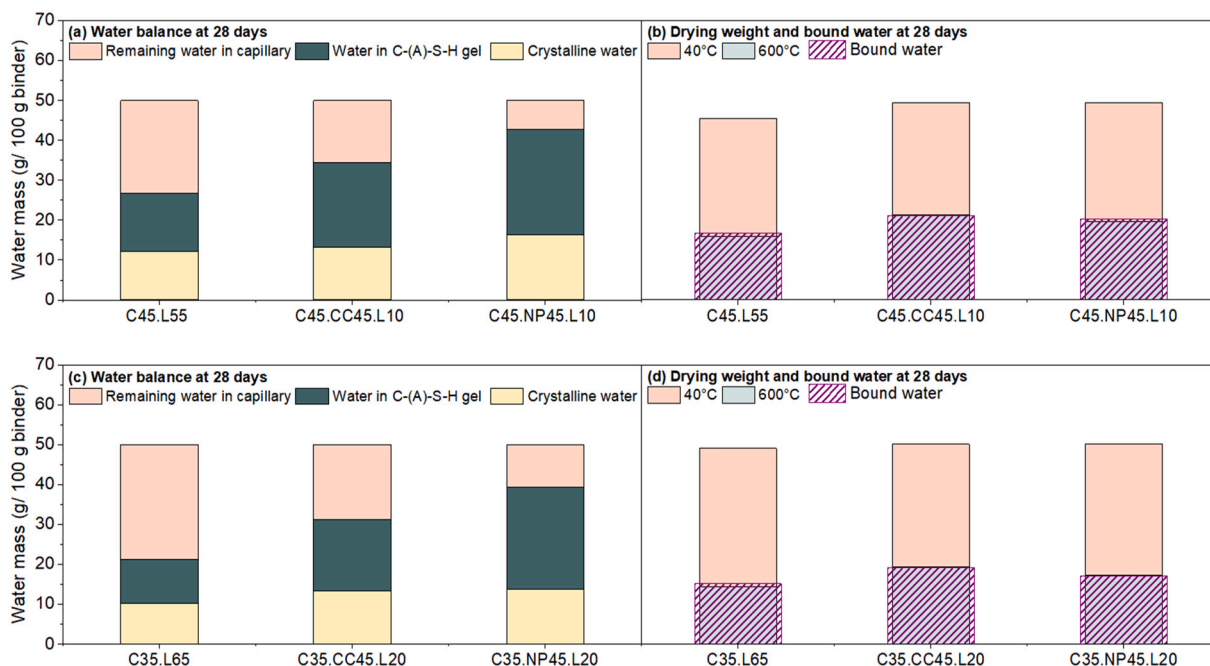 (a) Water balance at 28 days
Remaining water in capillary Water in C-(A)-S-H gel Crystalline water
Water mass (g/ 100 g binder)
70
60
50
40
30
20
10
0
C45.L55 C45.CC45.L10 C45.NP45.L10
(b) Drying weight and bound water at 28 days
40°C 600°C Bound water
C45.L55 C45.CC45.L10 C45.NP45.L10
(c) Water balance at 28 days
Remaining water in capillary Water in C-(A)-S-H gel Crystalline water
Water mass (g/ 100 g binder)
70
60
50
40
30
20
10
0
C35.L65 C35.CC45.L20 C35.NP45.L20
(d) Drying weight and bound water at 28 days
40°C 600°C Bound water
C35.L65 C35.CC45.L20 C35.NP45.L20